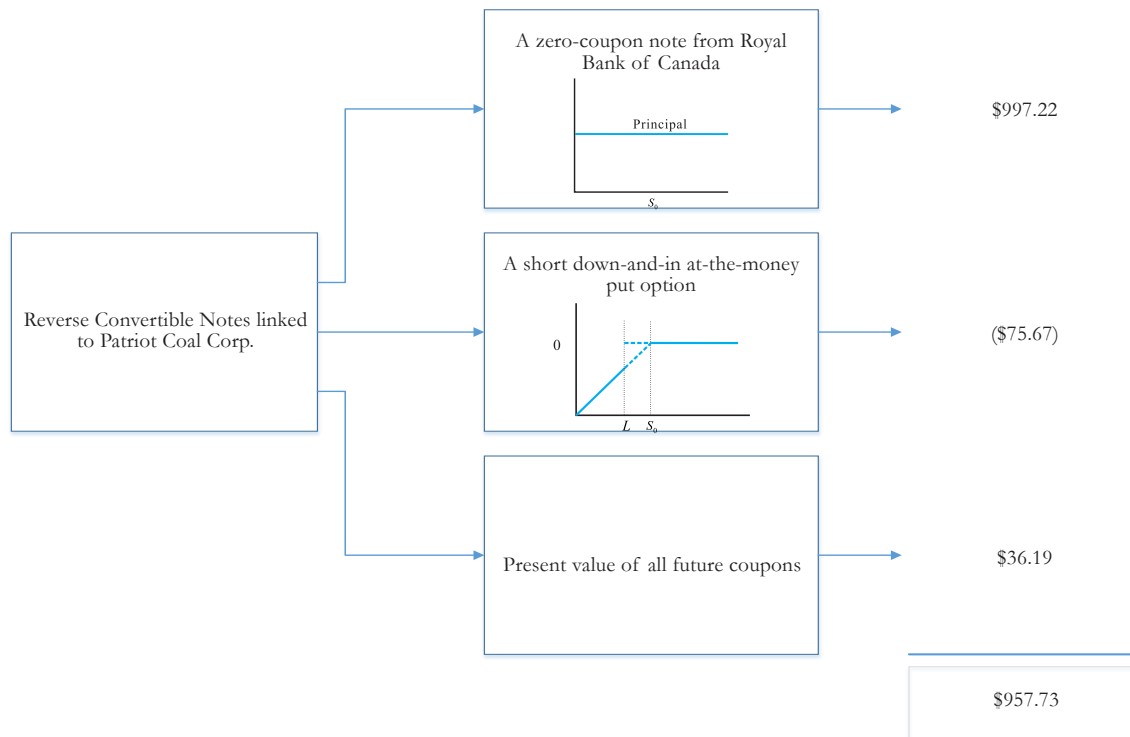 A zero-coupon note from Royal
Bank of Canada
Principal
S₀
$997.22
Reverse Convertible Notes linked
to Patriot Coal Corp.
A short down-and-in at-the-money
put option
0
L S₀
($75.67)
Present value of all future coupons
$36.19
$957.73